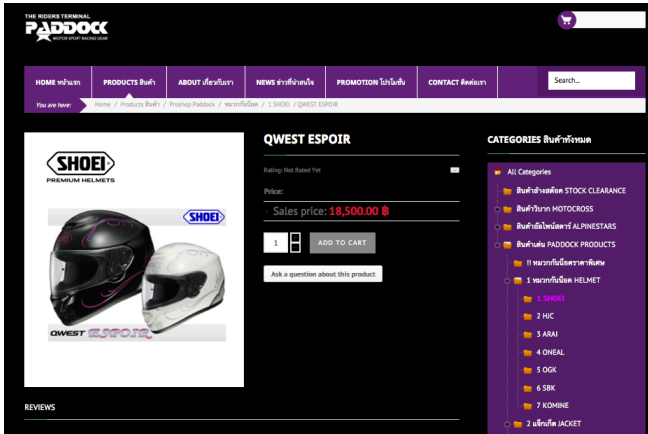 THE RIDERS TERMINAL
PADDOCK
MOTOR SPORT RACING GEAR
HOME หน้าแรก
PRODUCTS สินค้า
ABOUT เกี่ยวกับเรา
NEWS ข่าวที่น่าสนใจ
PROMOTION โปรโมชั่น
CONTACT ติดต่อเรา
Search...
You are here:
Home / Products สินค้า / Proshop Paddock / หมวกกันน็อค / 1 SHOEI / QWEST ESPOIR
SHOEI
PREMIUM HELMETS
SHOEI
QWEST ESPOIR
QWEST ESPOIR
Rating: Not Rated Yet
Price:
Sales price: 18,500.00 ฿
1
ADD TO CART
Ask a question about this product
CATEGORIES สินค้าทั้งหมด
All Categories
สินค้าล้างสต๊อค STOCK CLEARANCE
สินค้าวิบาก MOTOCROSS
สินค้าอัลไพน์สตาร์ ALPINESTARS
สินค้าเด่น PADDOCK PRODUCTS
!! หมวกกันน็อคราคาพิเศษ
1 หมวกกันน็อค HELMET
1 SHOEI
2 HJC
3 ARAI
4 ONEAL
5 OGK
6 SBK
7 KOMINE
2 แจ็กเก็ต JACKET
REVIEWS